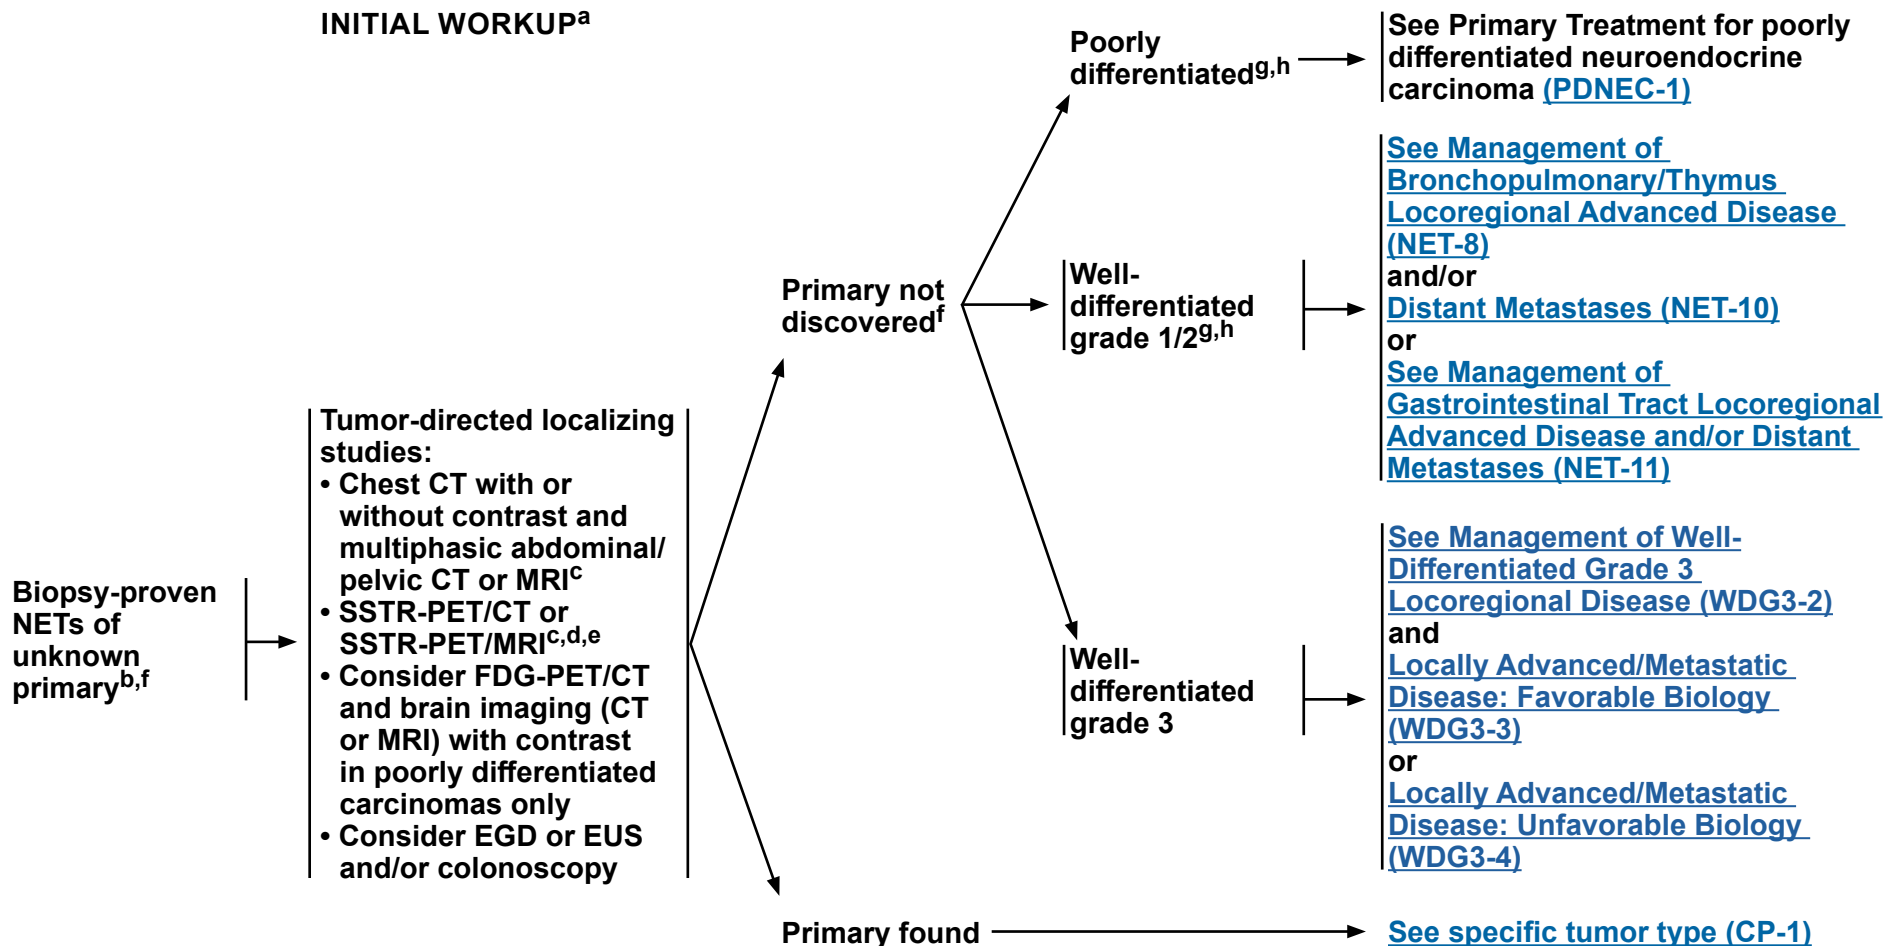 INITIAL WORKUPa
Biopsy-proven
NETs of
unknown
primaryb,f
Tumor-directed localizing
studies:
• Chest CT with or
without contrast and
multiphasic abdominal/
pelvic CT or MRIc
• SSTR-PET/CT or
SSTR-PET/MRIc,d,e
• Consider FDG-PET/CT
and brain imaging (CT
or MRI) with contrast
in poorly differentiated
carcinomas only
• Consider EGD or EUS
and/or colonoscopy
Primary not
discoveredf
Poorly
differentiatedg,h
See Primary Treatment for poorly
differentiated neuroendocrine
carcinoma (PDNEC-1)
Well-
differentiated
grade 1/2g,h
See Management of
Bronchopulmonary/Thymus
Locoregional Advanced Disease
(NET-8)
and/or
Distant Metastases (NET-10)
or
See Management of
Gastrointestinal Tract Locoregional
Advanced Disease and/or Distant
Metastases (NET-11)
Well-
differentiated
grade 3
See Management of Well-
Differentiated Grade 3
Locoregional Disease (WDG3-2)
and
Locally Advanced/Metastatic
Disease: Favorable Biology
(WDG3-3)
or
Locally Advanced/Metastatic
Disease: Unfavorable Biology
(WDG3-4)
Primary found
See specific tumor type (CP-1)